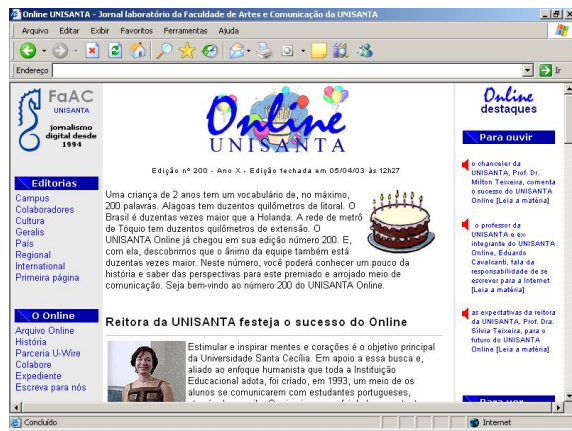 Online UNISANTA - Jornal laboratório da Faculdade de Artes e Comunicação da UNISANTA
Arquivo Editar Exibir Favoritos Ferramentas Ajuda
Endereço
Ir
FaAC
UNISANTA
jornalismo
digital desde
1994
Editorias
Campus
Colaboradores
Cultura
Geralis
País
Regional
International
Primeira página
O Online
Arquivo Online
História
Parceria U-Wire
Colabore
Expediente
Escreva para nós
Online
UNISANTA
Edição nº 200 - Ano X - Edição fechada em 05/04/03 às 12h27
Uma criança de 2 anos tem um vocabulário de, no máximo,
200 palavras. Alagoas tem duzentos quilômetros de litoral. O
Brasil é duzentas vezes maior que a Holanda. A rede de metrô
de Tóquio tem duzentos quilômetros de extensão. O
UNISANTA Online já chegou em sua edição número 200. E,
com ela, descobrimos que o ânimo da equipe também está
duzentas vezes maior. Neste número, você poderá conhecer um pouco da
história e saber das perspectivas para este premiado e arrojado meio de
comunicação. Seja bem-vindo ao número 200 do UNISANTA Online.
Reitora da UNISANTA festeja o sucesso do Online
Estimular e inspirar mentes e corações é o objetivo principal
da Universidade Santa Cecília. Em apoio a essa busca e,
aliado ao enfoque humanista que toda a Instituição
Educacional adota, foi criado, em 1993, um meio de os
alunos se comunicarem com estudantes portugueses,
Online
destaques
Para ouvir
o chanceler da
UNISANTA, Prof. Dr.
Milton Teixeira, comenta
o sucesso do UNISANTA
Online [Leia a matéria]
o professor da
UNISANTA e ex-
integrante do UNISANTA
Online, Eduardo
Cavalcanti, fala da
responsabilidade de se
escrever para a Internet
[Leia a matéria]
as expectativas da reitora
da UNISANTA, Prof. Dra.
Sílvia Teixeira, para o
futuro do UNISANTA
Online [Leia a matéria]
Para ver
Concluído
Internet